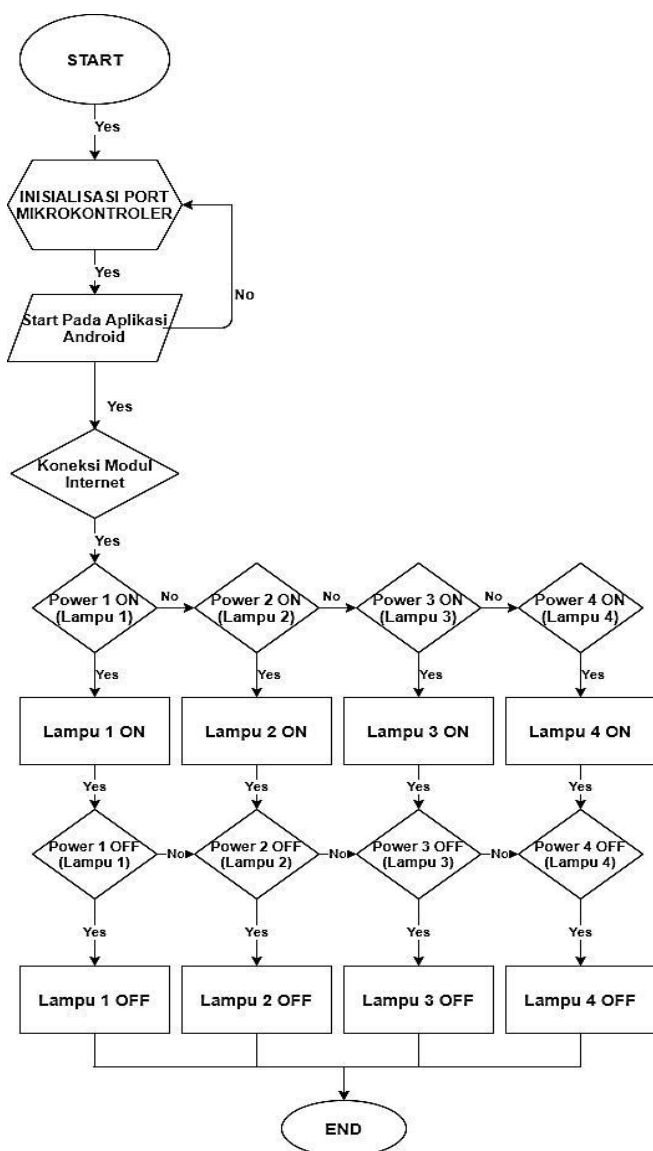 START
Yes
INISIALISASI PORT
MIKROKONTROLER
Yes
No
Start Pada Aplikasi
Android
Yes
Koneksi Modul
Internet
Yes
Power 1 ON
(Lampu 1)
No
Power 2 ON
(Lampu 2)
No
Power 3 ON
(Lampu 3)
No
Power 4 ON
(Lampu 4)
Yes
Yes
Yes
Yes
Lampu 1 ON
Lampu 2 ON
Lampu 3 ON
Lampu 4 ON
Yes
Yes
Yes
Yes
Power 1 OFF
(Lampu 1)
No
Power 2 OFF
(Lampu 2)
No
Power 3 OFF
(Lampu 3)
No
Power 4 OFF
(Lampu 4)
Yes
Yes
Yes
Yes
Lampu 1 OFF
Lampu 2 OFF
Lampu 3 OFF
Lampu 4 OFF
END